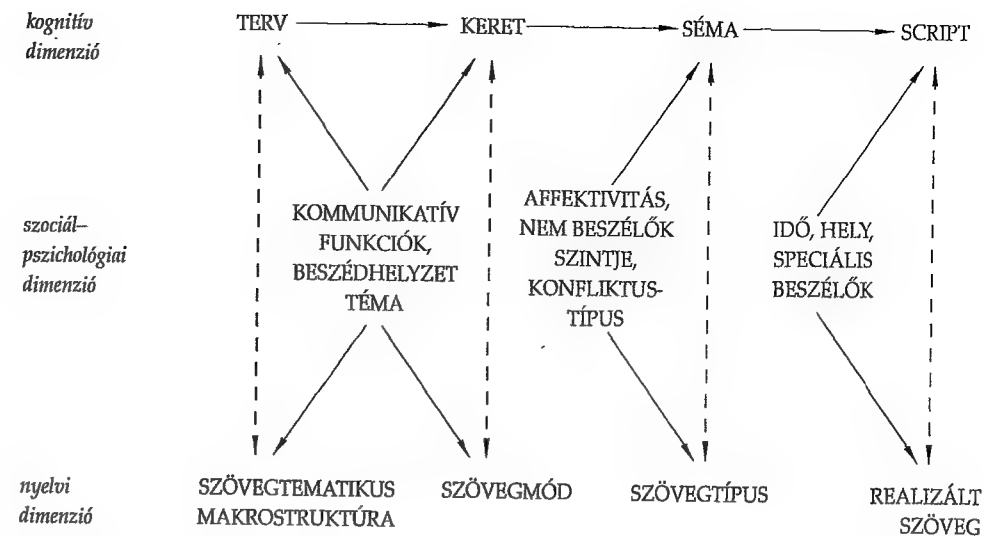 kognitív
dimenzió
TERV
KERET
SÉMA
SCRIPT
szociál–
pszichológiai
dimenzió
KOMMUNIKATÍV
FUNKCIÓK,
BESZÉDHELYZET
TÉMA
AFFEKTIVITÁS,
NEM BESZÉLŐK
SZINTJE,
KONFLIKTUS-
TÍPUS
IDŐ, HELY,
SPECIÁLIS
BESZÉLŐK
nyelvi
dimenzió
SZÖVEGTEMATIKUS
MAKROSTRUKTÚRA
SZÖVEGMÓD
SZÖVEGTÍPUS
REALIZÁLT
SZÖVEG